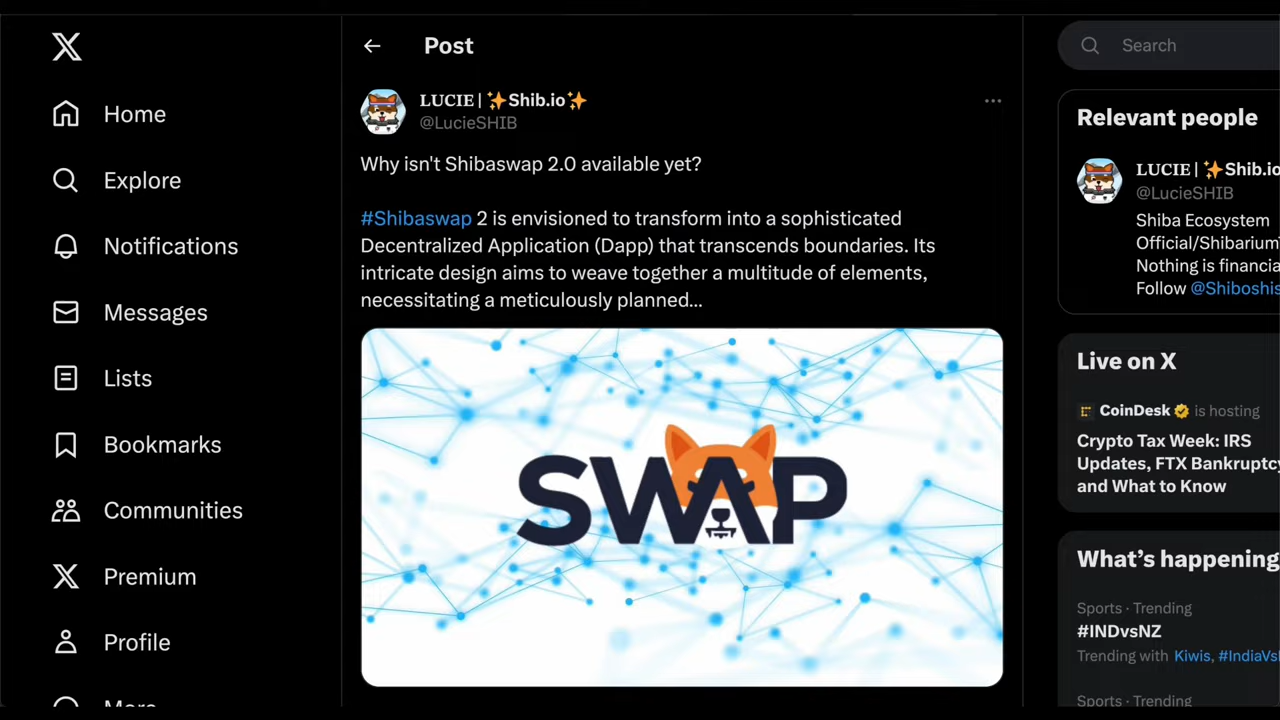 Home
Explore
Notifications
Messages
Lists
Bookmarks
Communities
Premium
Profile
More
Post
LUCIE | ✨Shib.io✨
@LucieSHIB
Why isn't Shibaswap 2.0 available yet?
#Shibaswap 2 is envisioned to transform into a sophisticated
Decentralized Application (Dapp) that transcends boundaries. Its
intricate design aims to weave together a multitude of elements,
necessitating a meticulously planned...
SWAP
Search
Relevant people
LUCIE | ✨Shib.io
@LucieSHIB
Shiba Ecosystem
Official/Shibarium
Nothing is financia
Follow @Shiboshis
Live on X
CoinDesk is hosting
Crypto Tax Week: IRS
Updates, FTX Bankruptc
and What to Know
What's happening
Sports · Trending
#INDvsNZ
Trending with Kiwis, #IndiaVs
Sports · Trending